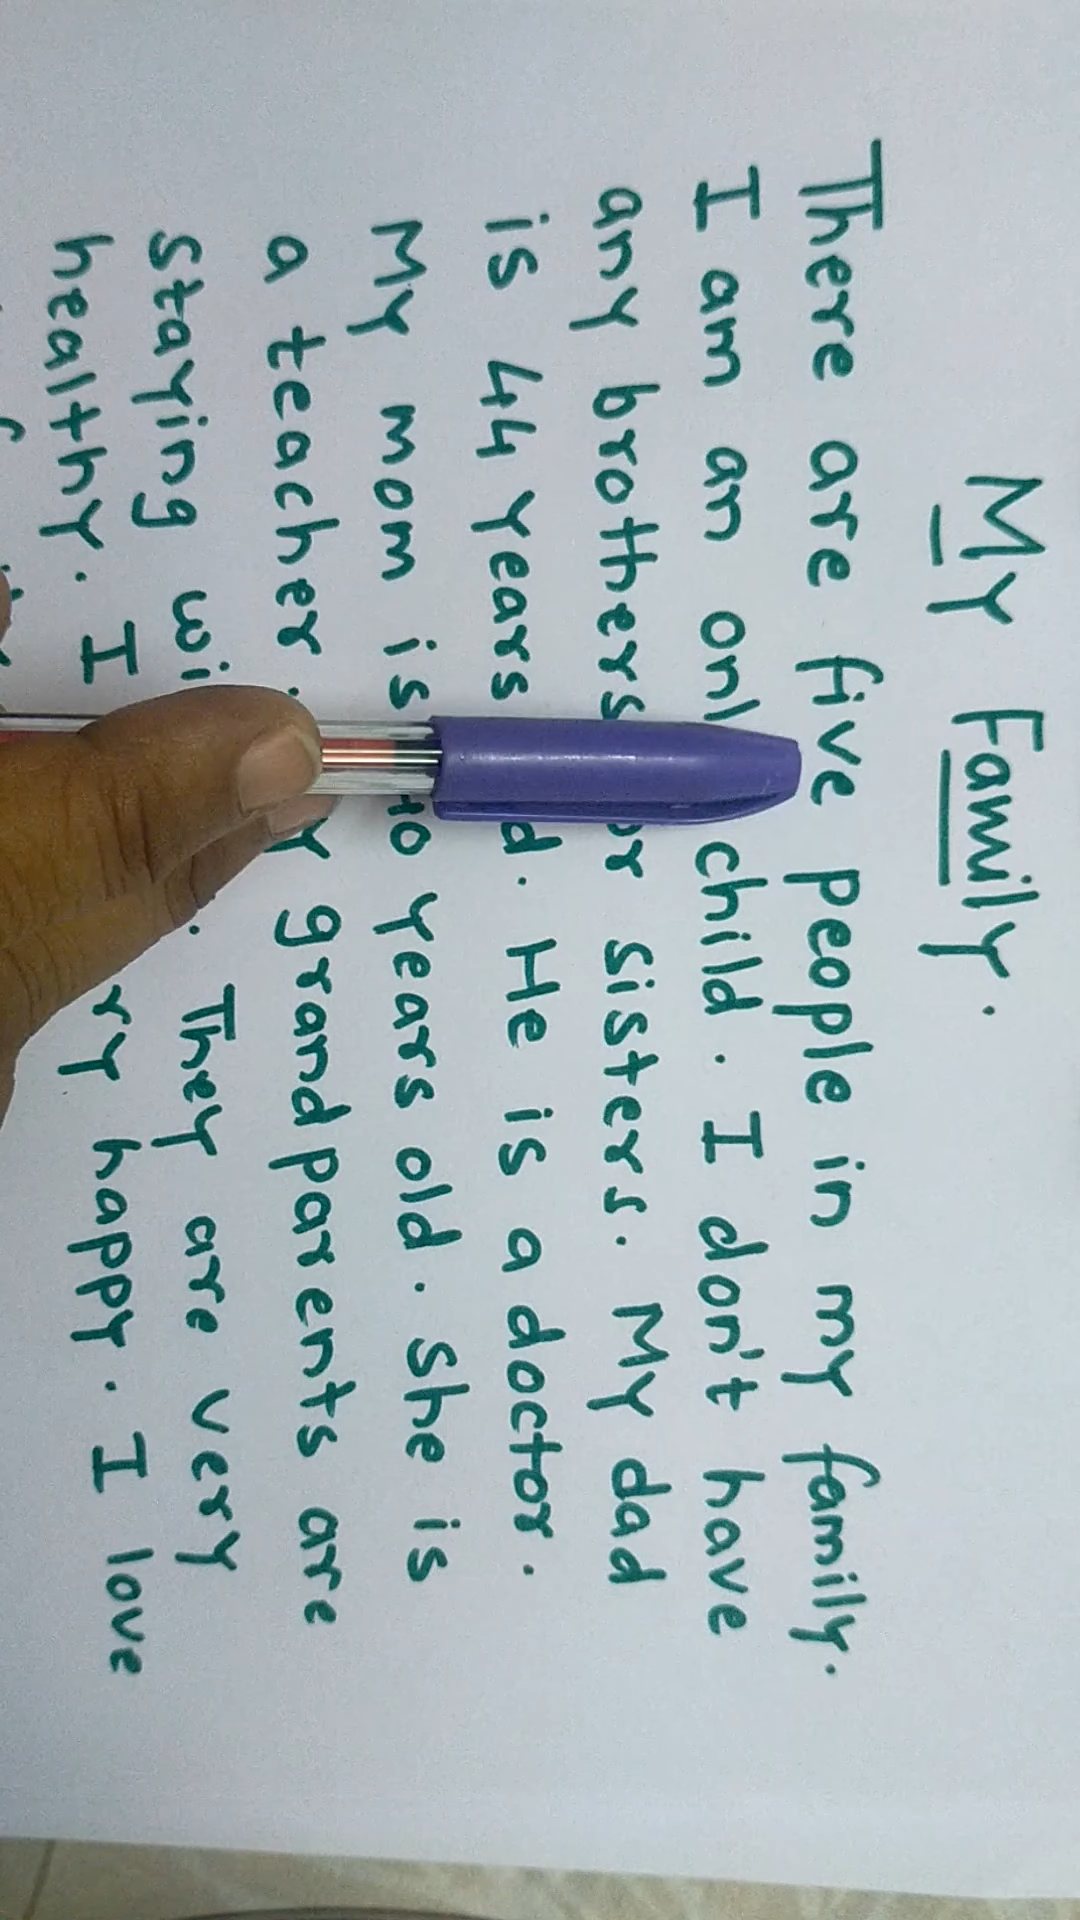 My Family.
There are five people in my family.
I am an child. I don't have
any brothers sisters. My dad
is 44 years He is a doctor.
My mom is years old. She is
a teacher grandparents are
staying They are very
healthy. I happy. I love